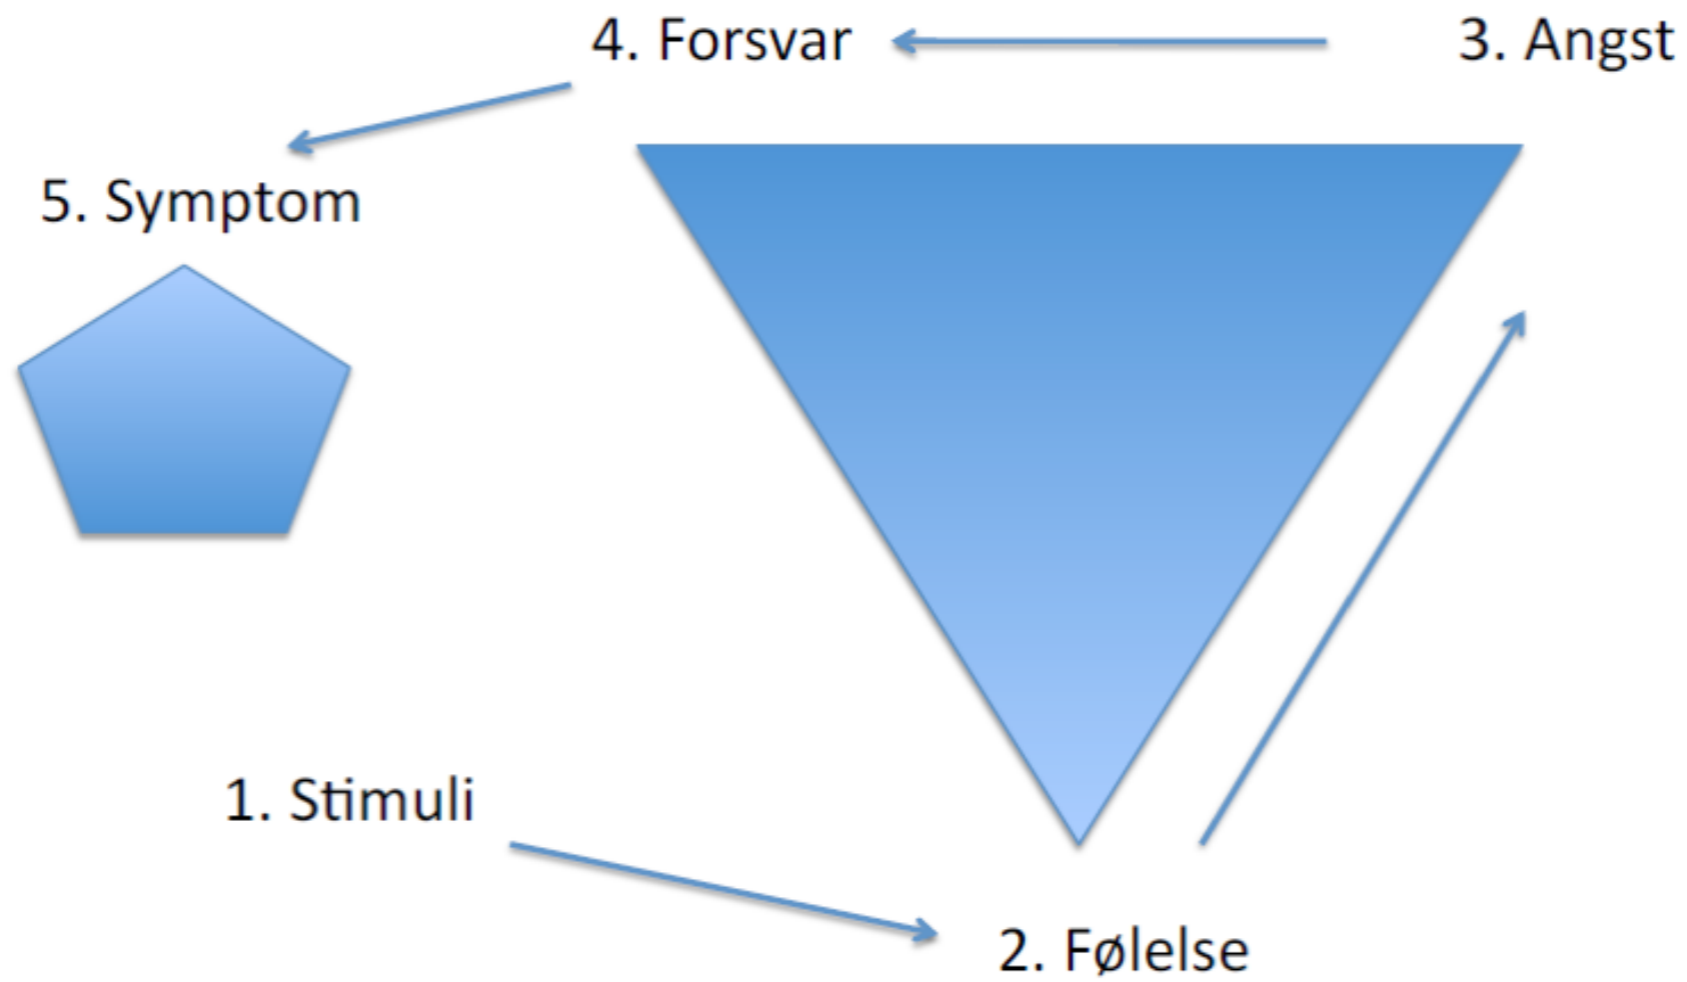 4. Forsvar
3. Angst
5. Symptom
1. Stimuli
2. Følelse